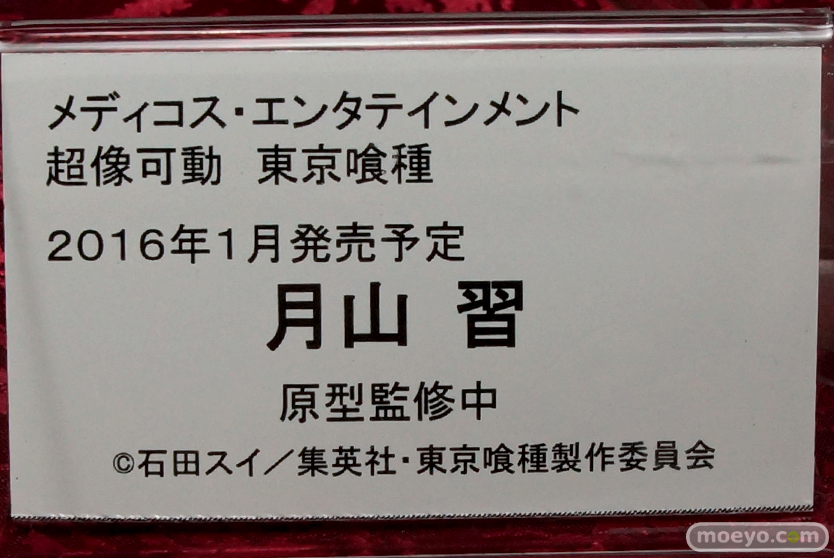 メディコス・エンタテインメント
超像可動　東京喰種
2016年1月発売予定
月山　習
原型監修中
©石田スイ／集英社・東京喰種製作委員会
moeyo.com